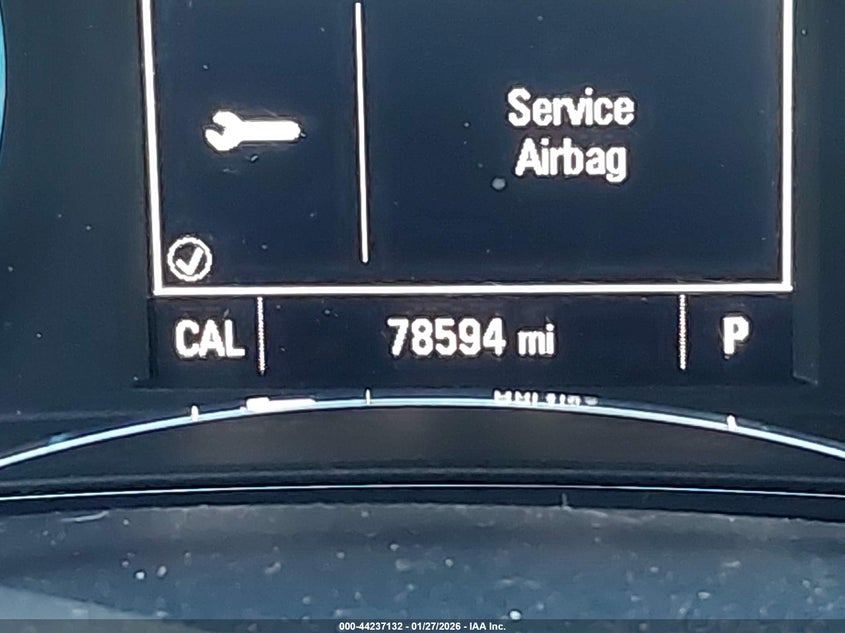 Service
Airbag
CAL 78594 mi P
000-44237132 - 01/27/2026 - IAA Inc.